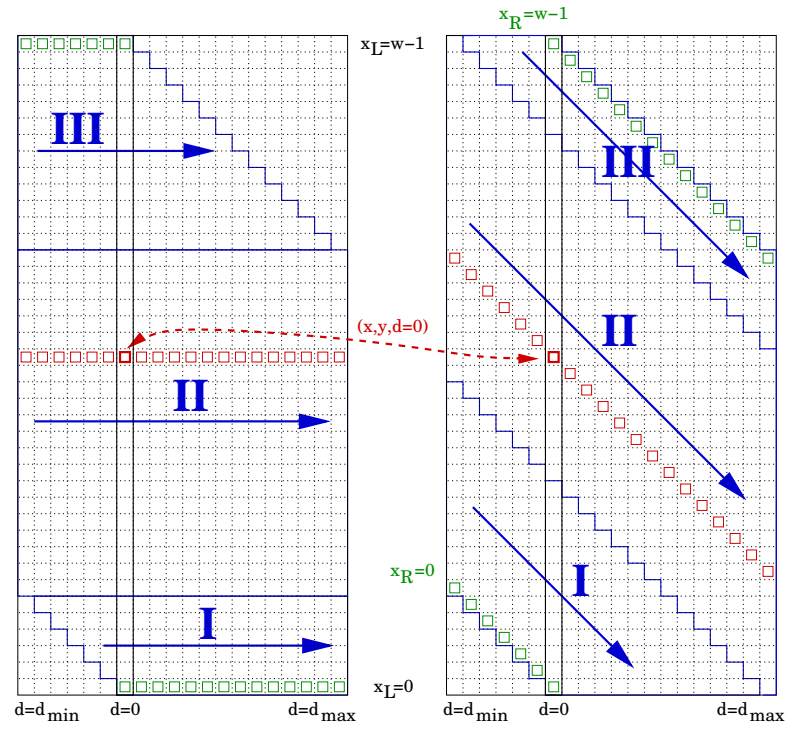 x_R=w−1
x_L=w−1
III
III
(x,y,d=0)
II
II
x_R=0
I
I
x_L=0
d=d_min
d=0
d=d_max
d=d_min
d=0
d=d_max